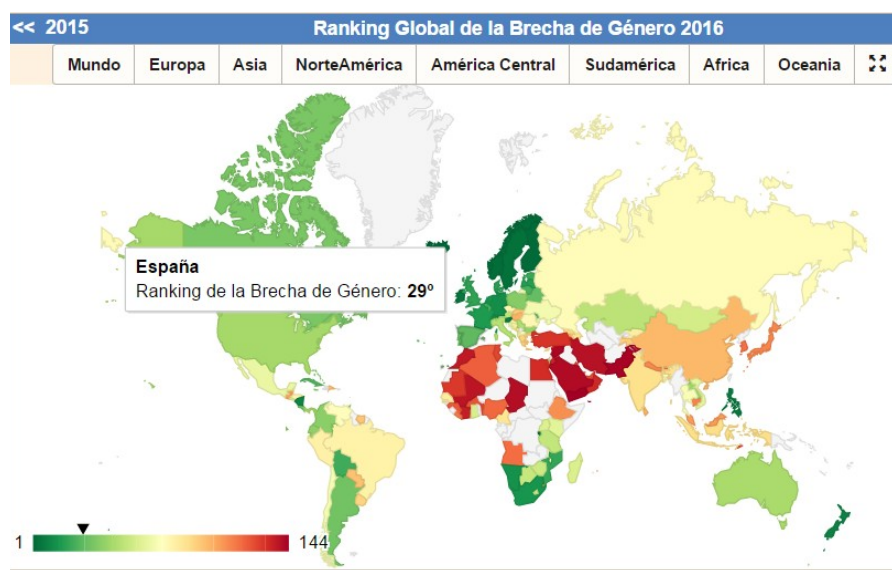 << 2015 Ranking Global de la Brecha de Género 2016
Mundo Europa Asia NorteAmérica América Central Sudamérica Africa Oceania
España
Ranking de la Brecha de Género: 29º
1 144